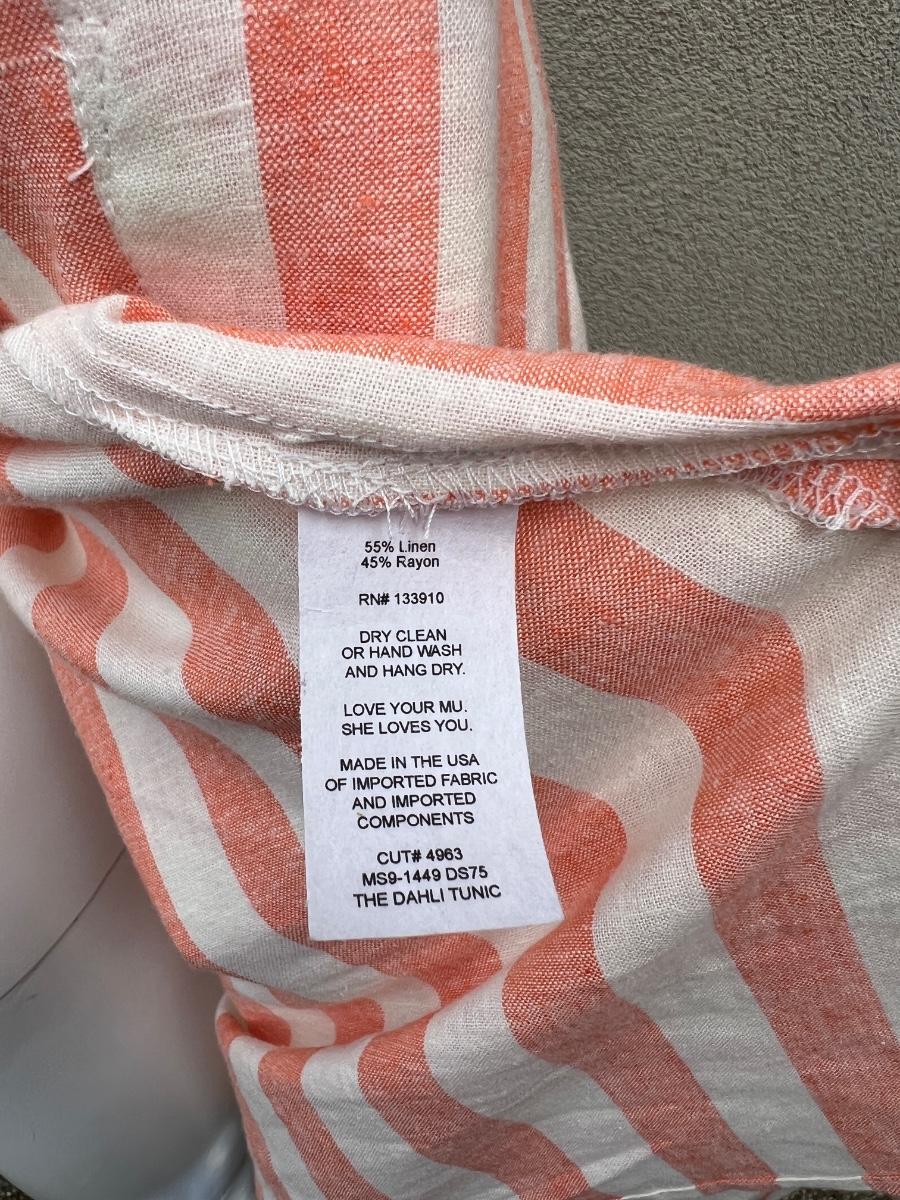 55% Linen
45% Rayon
RN# 133910
DRY CLEAN
OR HAND WASH
AND HANG DRY.
LOVE YOUR MU.
SHE LOVES YOU.
MADE IN THE USA
OF IMPORTED FABRIC
AND IMPORTED
COMPONENTS
CUT# 4963
MS9-1449 DS75
THE DAHLI TUNIC